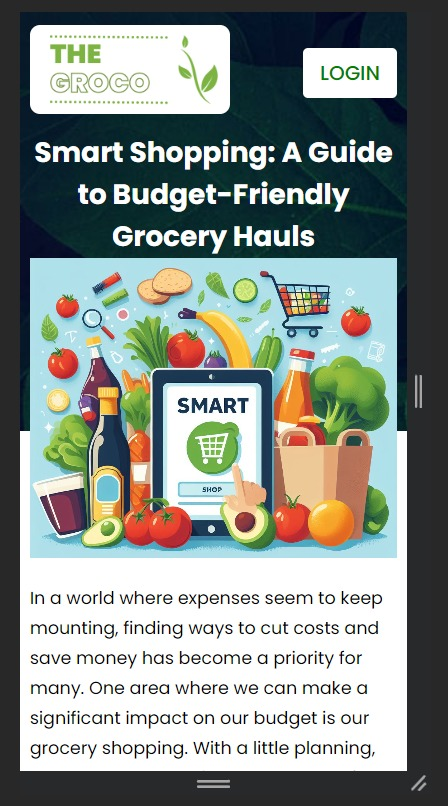 THE
GROCO
LOGIN
Smart Shopping: A Guide
to Budget-Friendly
Grocery Hauls
SMART
SHOP
In a world where expenses seem to keep
mounting, finding ways to cut costs and
save money has become a priority for
many. One area where we can make a
significant impact on our budget is our
grocery shopping. With a little planning,